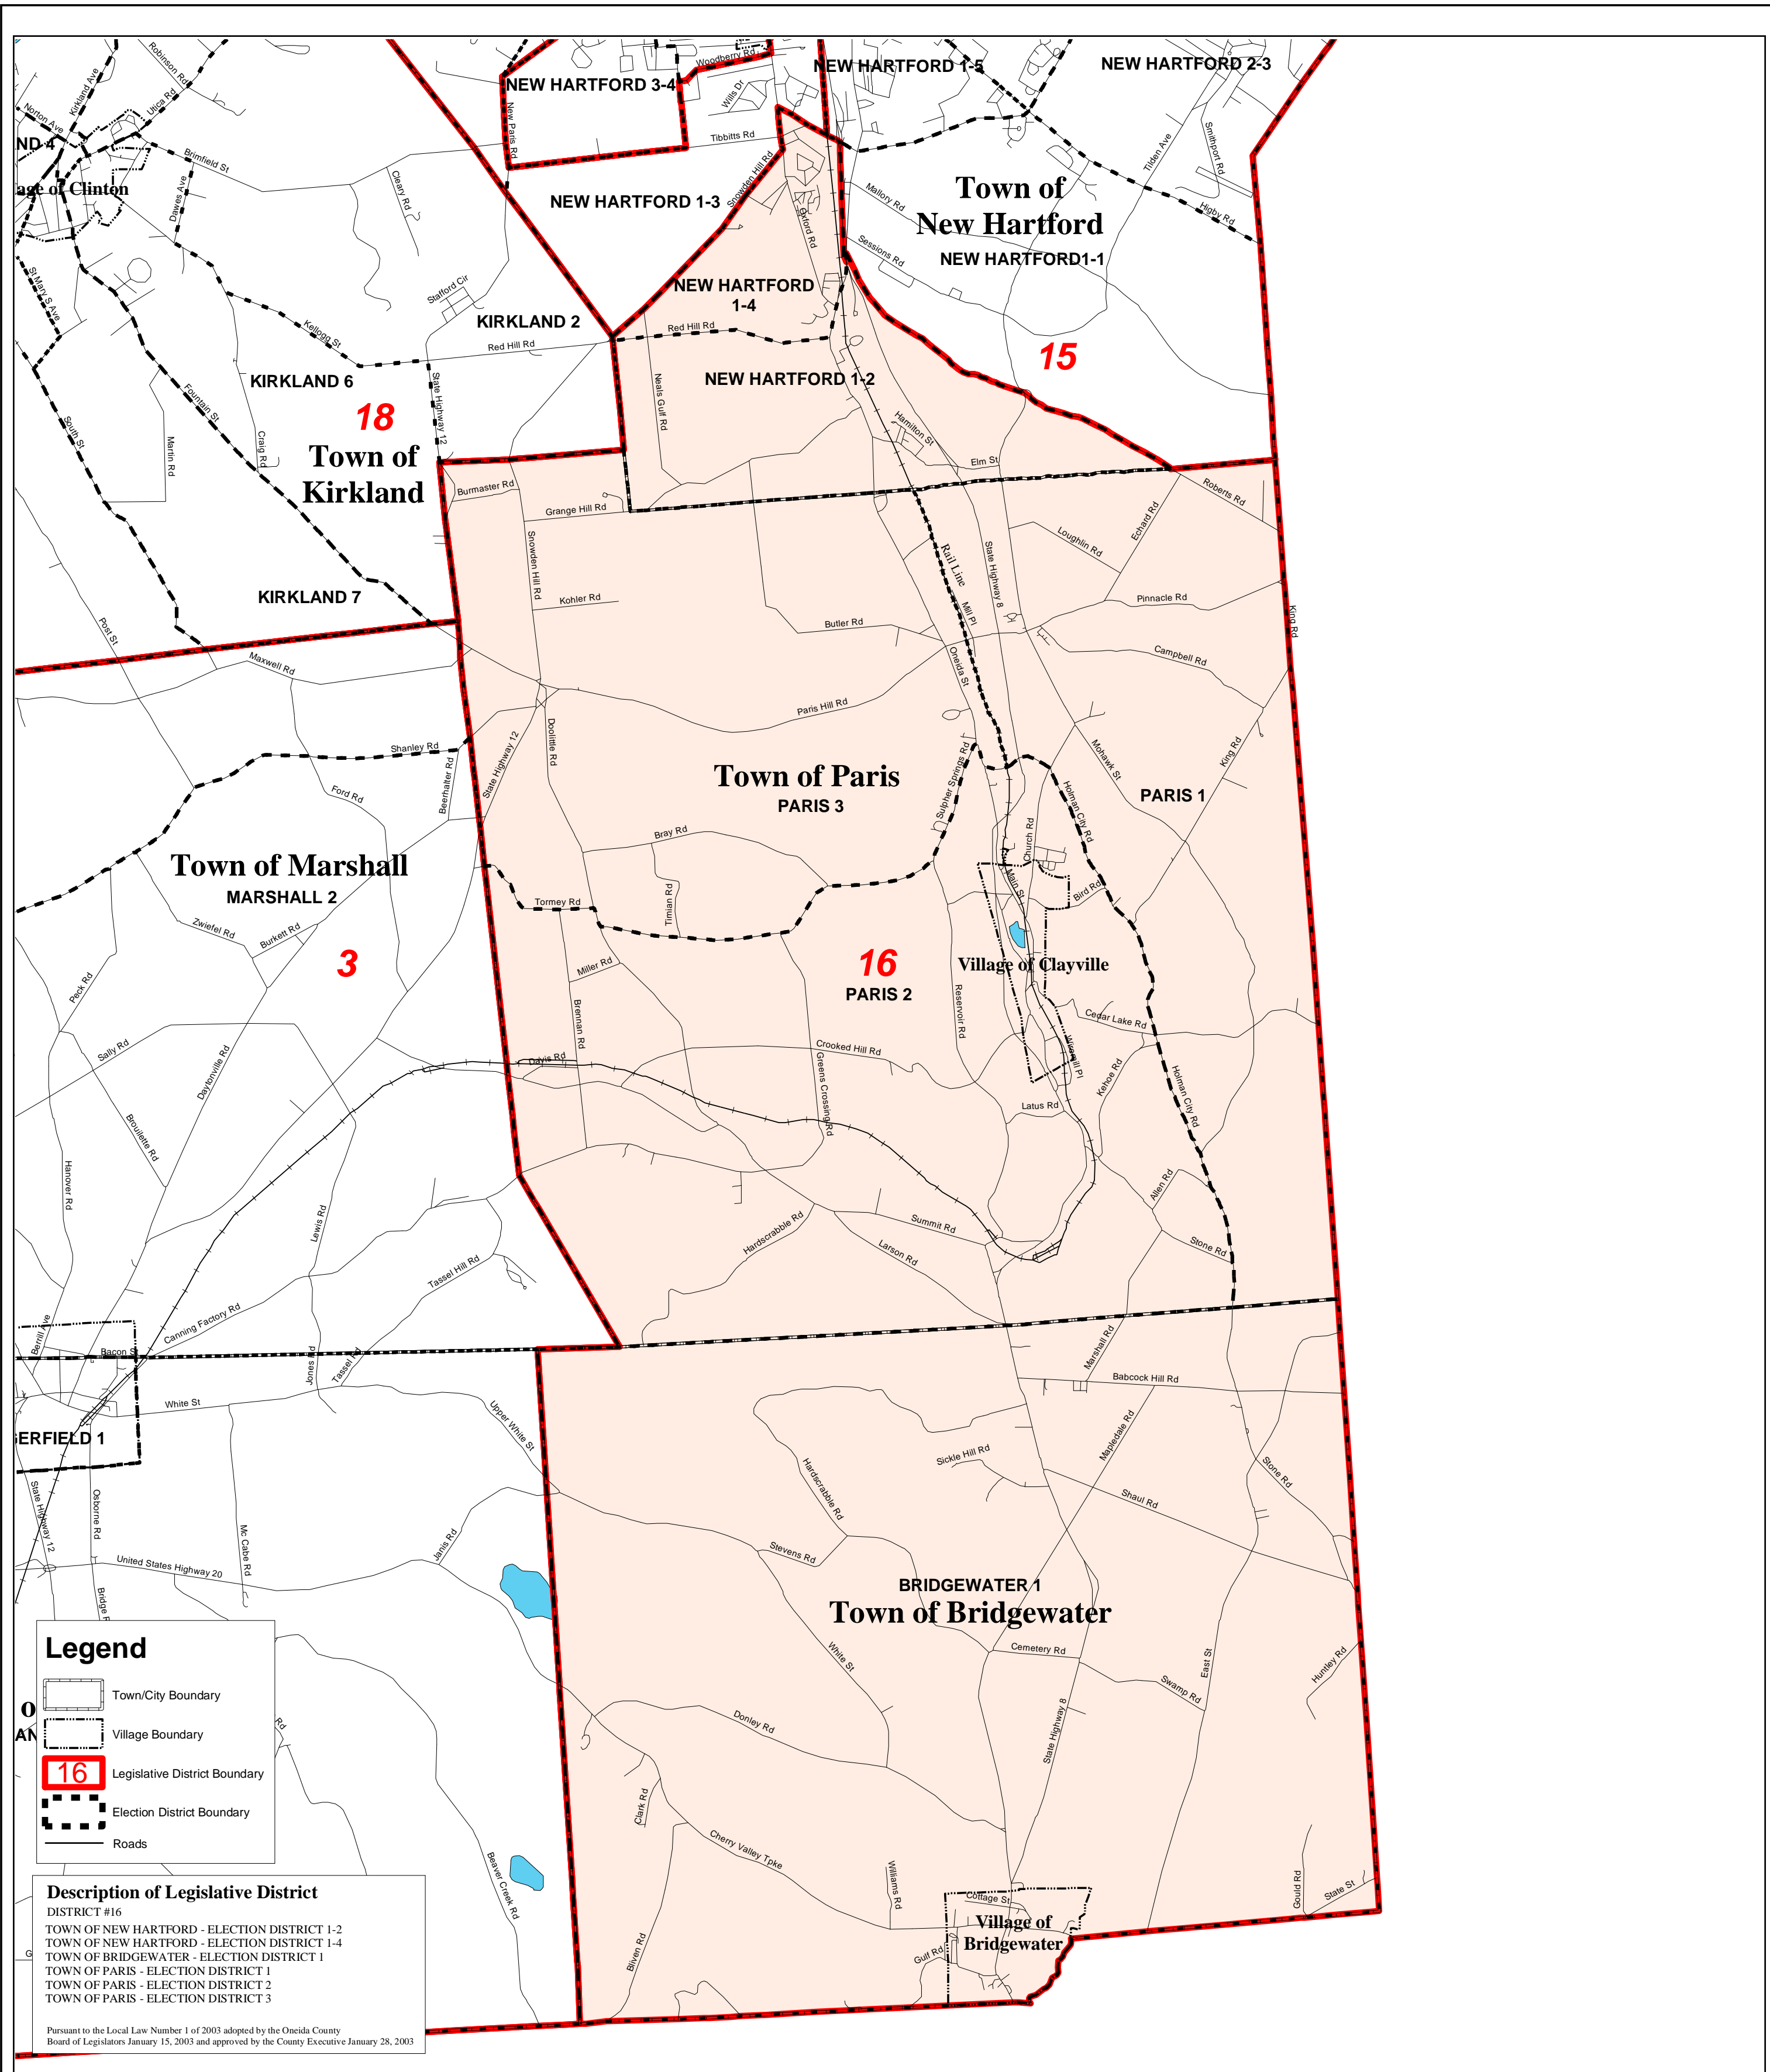 Robinson Rd
Kirkland Ave
Utica Rd
Norton Ave
ND 4
age of Clinton
Brimfield St
Dawes Ave
Cleary Rd
St Mary S Ave
Stafford Cir
Kellogg St
KIRKLAND 2
Red Hill Rd
KIRKLAND 6
18
Town of
Kirkland
Fountain St
South St
Martin Rd
Craig Rd
State Highway 12
KIRKLAND 7
Post St
New Paris Rd
NEW HARTFORD 3-4
Woodberry Rd
Wills Dr
Tibbitts Rd
NEW HARTFORD 1-3
Snowden Hill Rd
Oxford Rd
NEW HARTFORD 1-5
NEW HARTFORD 2-3
Tilden Ave
Smithport Rd
Higby Rd
Mallory Rd
Sessions Rd
Town of
New Hartford
NEW HARTFORD1-1
15
NEW HARTFORD
1-4
Red Hill Rd
NEW HARTFORD 1-2
Neals Gulf Rd
Hamilton St
Elm St
Burmaster Rd
Grange Hill Rd
Snowden Hill Rd
Kohler Rd
Rail Line
State Highway 8
Mill Pl
Roberts Rd
Echard Rd
Loughlin Rd
Pinnacle Rd
King Rd
Butler Rd
Oneida St
Campbell Rd
Maxwell Rd
Paris Hill Rd
Doolittle Rd
State Highway 12
Shanley Rd
Beerhalter Rd
Ford Rd
Town of Paris
PARIS 3
Sulpher Springs Rd
Mohawk St
King Rd
PARIS 1
Holman City Rd
Church Rd
Bray Rd
Timian Rd
Tormey Rd
Main St
Bird Rd
Town of Marshall
MARSHALL 2
Zwiefel Rd
Burkett Rd
3
Peck Rd
Miller Rd
Brennan Rd
16
PARIS 2
Village of Clayville
Reservoir Rd
Cedar Lake Rd
Crooked Hill Rd
Greens Crossing Rd
Davis Rd
Kehoe Rd
Latus Rd
Holman City Rd
Sally Rd
Daytonville Rd
Brouilette Rd
Hanover Rd
Lewis Rd
Tassel Hill Rd
Allen Rd
Stone Rd
Hardscrabble Rd
Summit Rd
Larson Rd
Canning Factory Rd
Berrill Ave
Bacon St
Jones Rd
Tassel Rd
White St
ERFIELD 1
Upper White St
State Highway 12
Osborne Rd
Mc Cabe Rd
Janis Rd
United States Highway 20
Marshall Rd
Babcock Hill Rd
Mapledale Rd
Sickle Hill Rd
Hardscrabble Rd
Shaul Rd
Stone Rd
Stevens Rd
BRIDGEWATER 1
Town of Bridgewater
White St
Cemetery Rd
Swamp Rd
East St
Huntley Rd
State Highway 8
Donley Rd
Clark Rd
Cherry Valley Tpke
Williams Rd
Cottage St
Village of
Bridgewater
Gulf Rd
Bliven Rd
Beaver Creek Rd
Gould Rd
State St
Legend
Town/City Boundary
Village Boundary
16
Legislative District Boundary
Election District Boundary
Roads
Rd
AN
Description of Legislative District
DISTRICT #16
TOWN OF NEW HARTFORD - ELECTION DISTRICT 1-2
TOWN OF NEW HARTFORD - ELECTION DISTRICT 1-4
TOWN OF BRIDGEWATER - ELECTION DISTRICT 1
TOWN OF PARIS - ELECTION DISTRICT 1
TOWN OF PARIS - ELECTION DISTRICT 2
TOWN OF PARIS - ELECTION DISTRICT 3
Pursuant to the Local Law Number 1 of 2003 adopted by the Oneida County
Board of Legislators January 15, 2003 and approved by the County Executive January 28, 2003